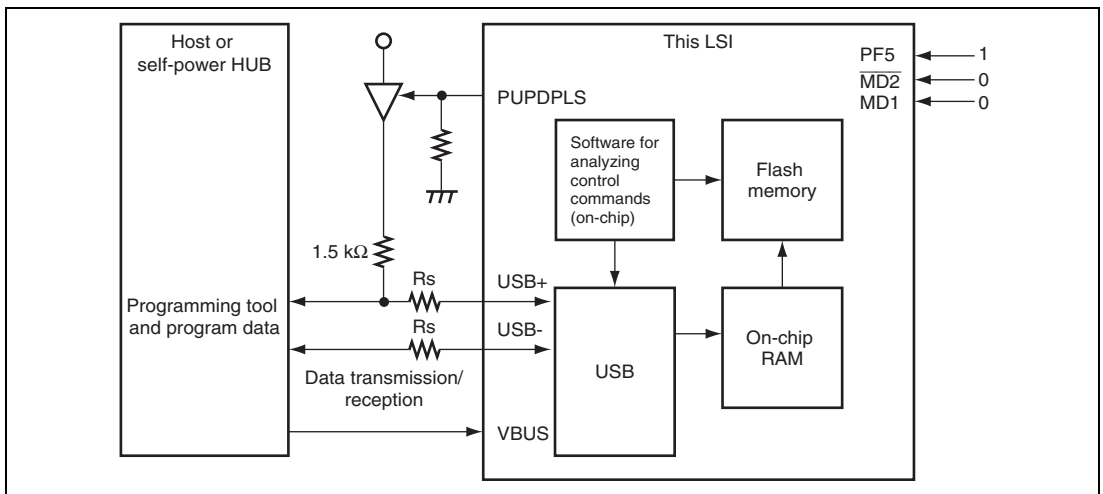 Host or
self-power HUB
This LSI
PF5
1
MD2
0
MD1
0
PUPDPLS
Software for
analyzing
control
commands
(on-chip)
Flash
memory
1.5 kΩ
Rs
USB+
Programming tool
and program data
Rs
USB-
USB
On-chip
RAM
Data transmission/
reception
VBUS